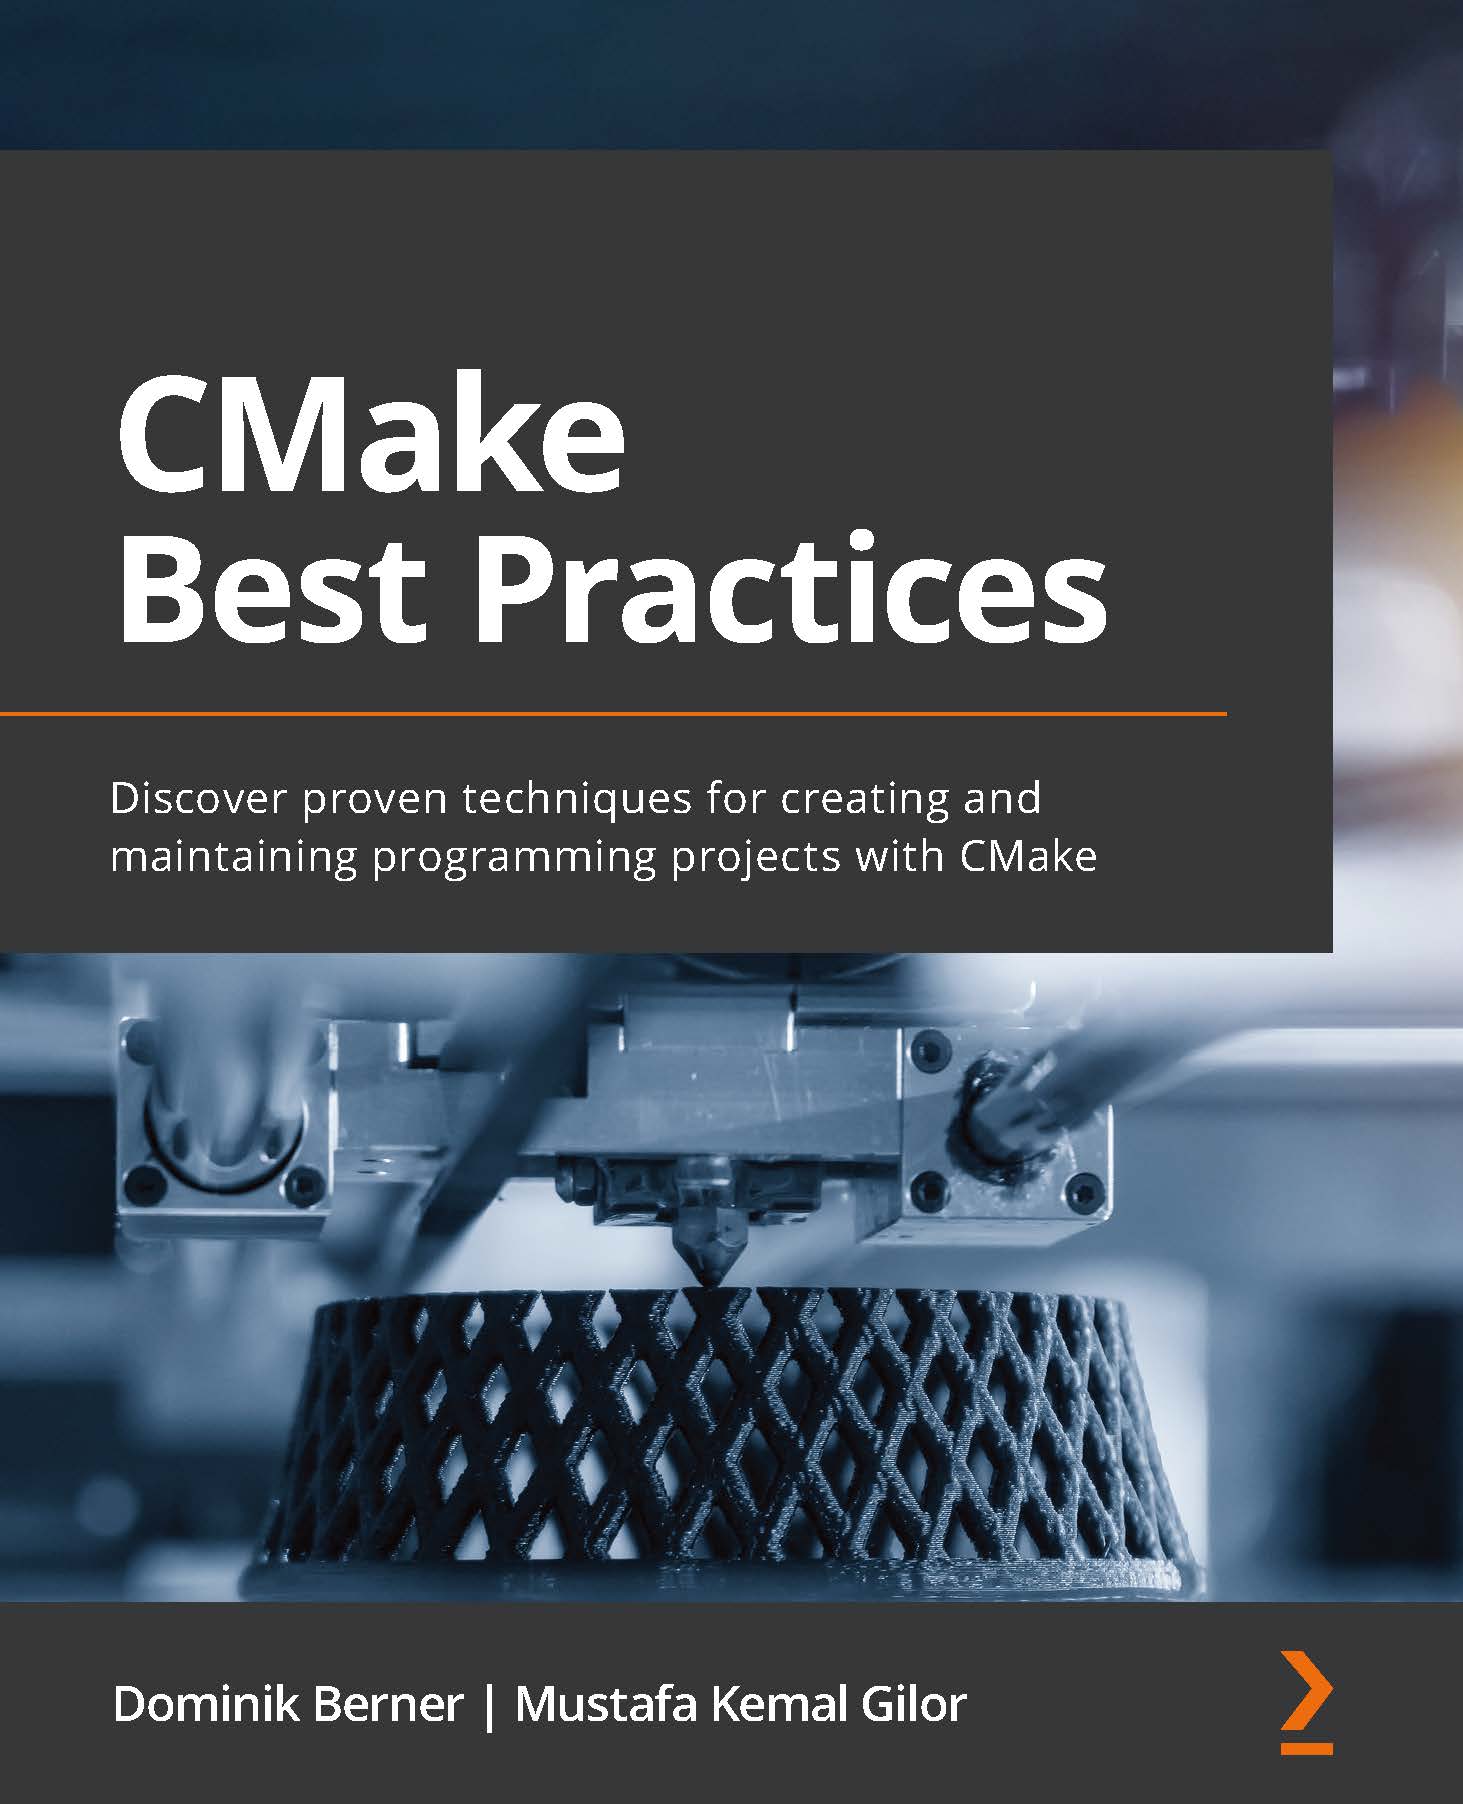 CMake
Best Practices
Discover proven techniques for creating and
maintaining programming projects with CMake
Dominik Berner | Mustafa Kemal Gilor